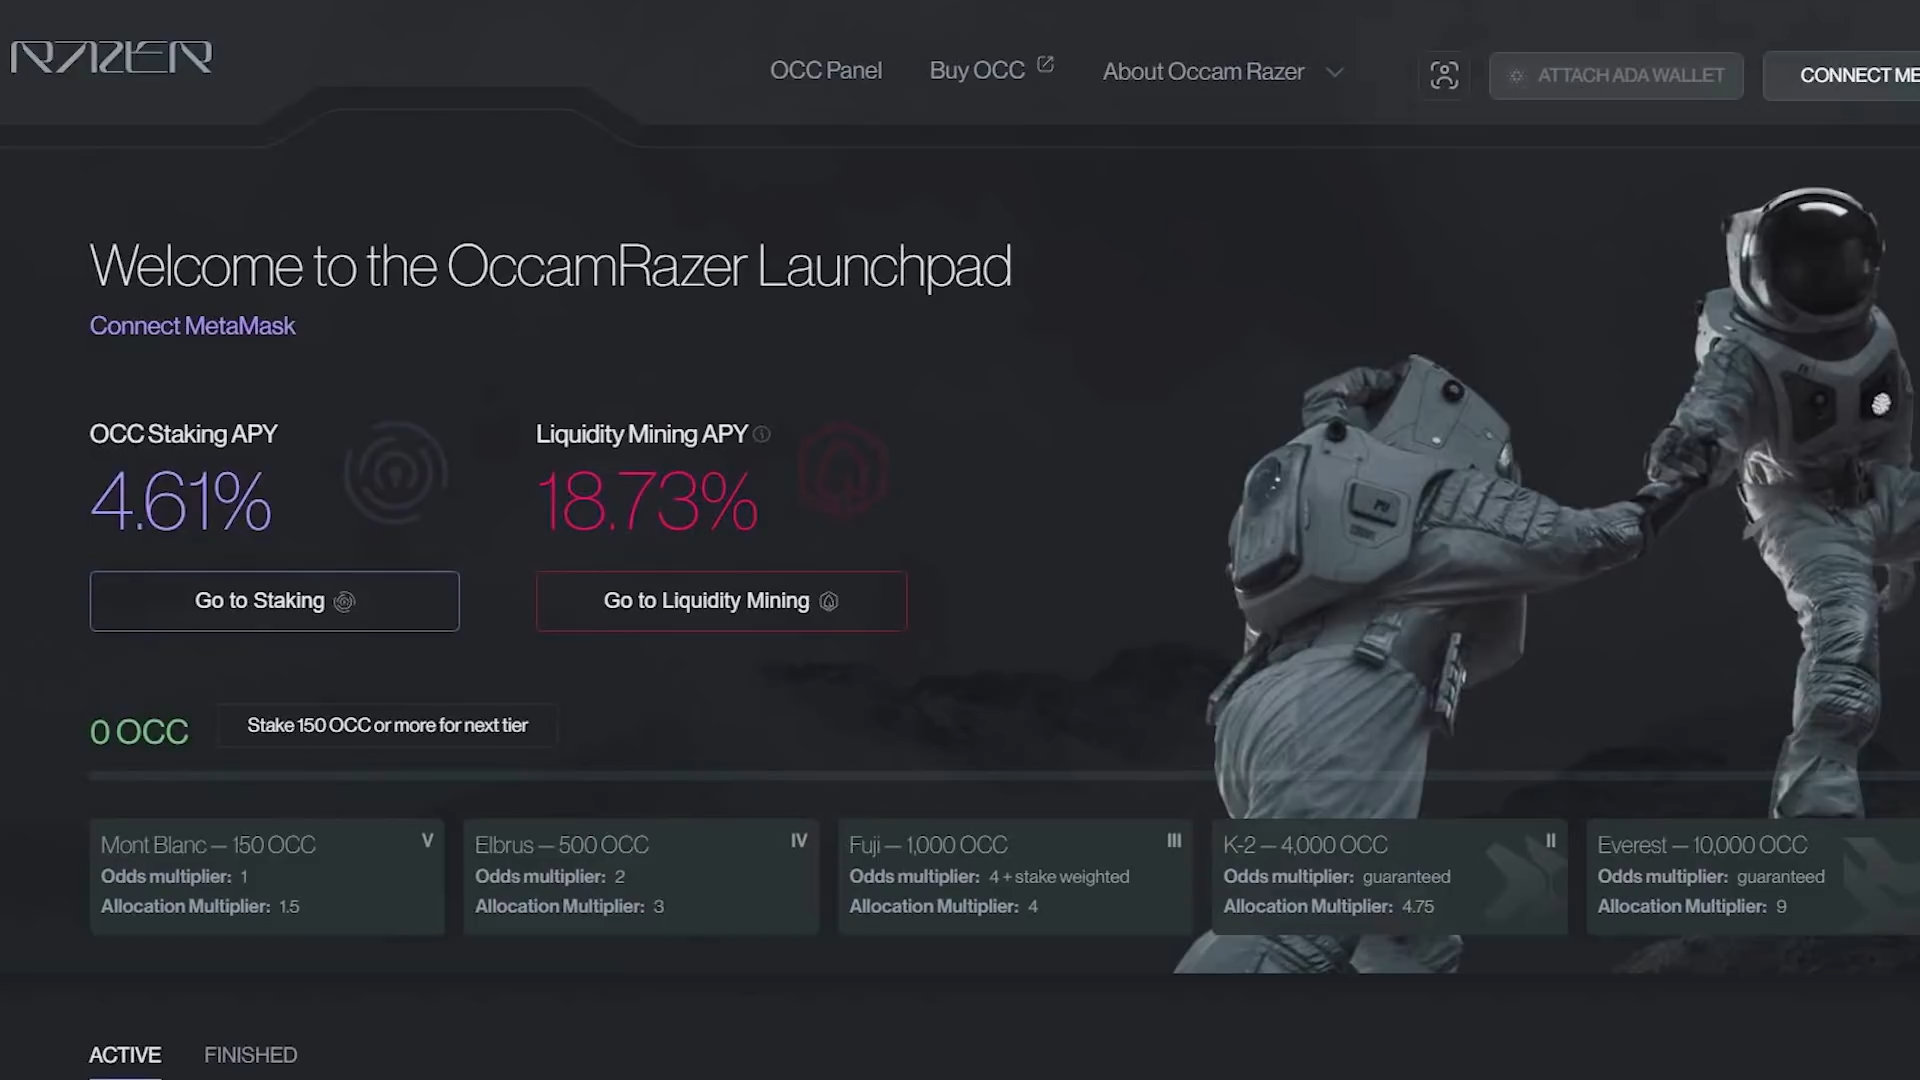 RAZER
OCC Panel
Buy OCC
About Occam Razer
ATTACH ADA WALLET
CONNECT ME
Welcome to the OccamRazer Launchpad
Connect MetaMask
OCC Staking APY
4.61%
Go to Staking
Liquidity Mining APY
18.73%
Go to Liquidity Mining
0 OCC
Stake 150 OCC or more for next tier
Mont Blanc — 150 OCC
V
Odds multiplier: 1
Allocation Multiplier: 1.5
Elbrus — 500 OCC
IV
Odds multiplier: 2
Allocation Multiplier: 3
Fuji — 1,000 OCC
III
Odds multiplier: 4 + stake weighted
Allocation Multiplier: 4
K-2 — 4,000 OCC
II
Odds multiplier: guaranteed
Allocation Multiplier: 4.75
Everest — 10,000 OCC
Odds multiplier: guaranteed
Allocation Multiplier: 9
ACTIVE
FINISHED